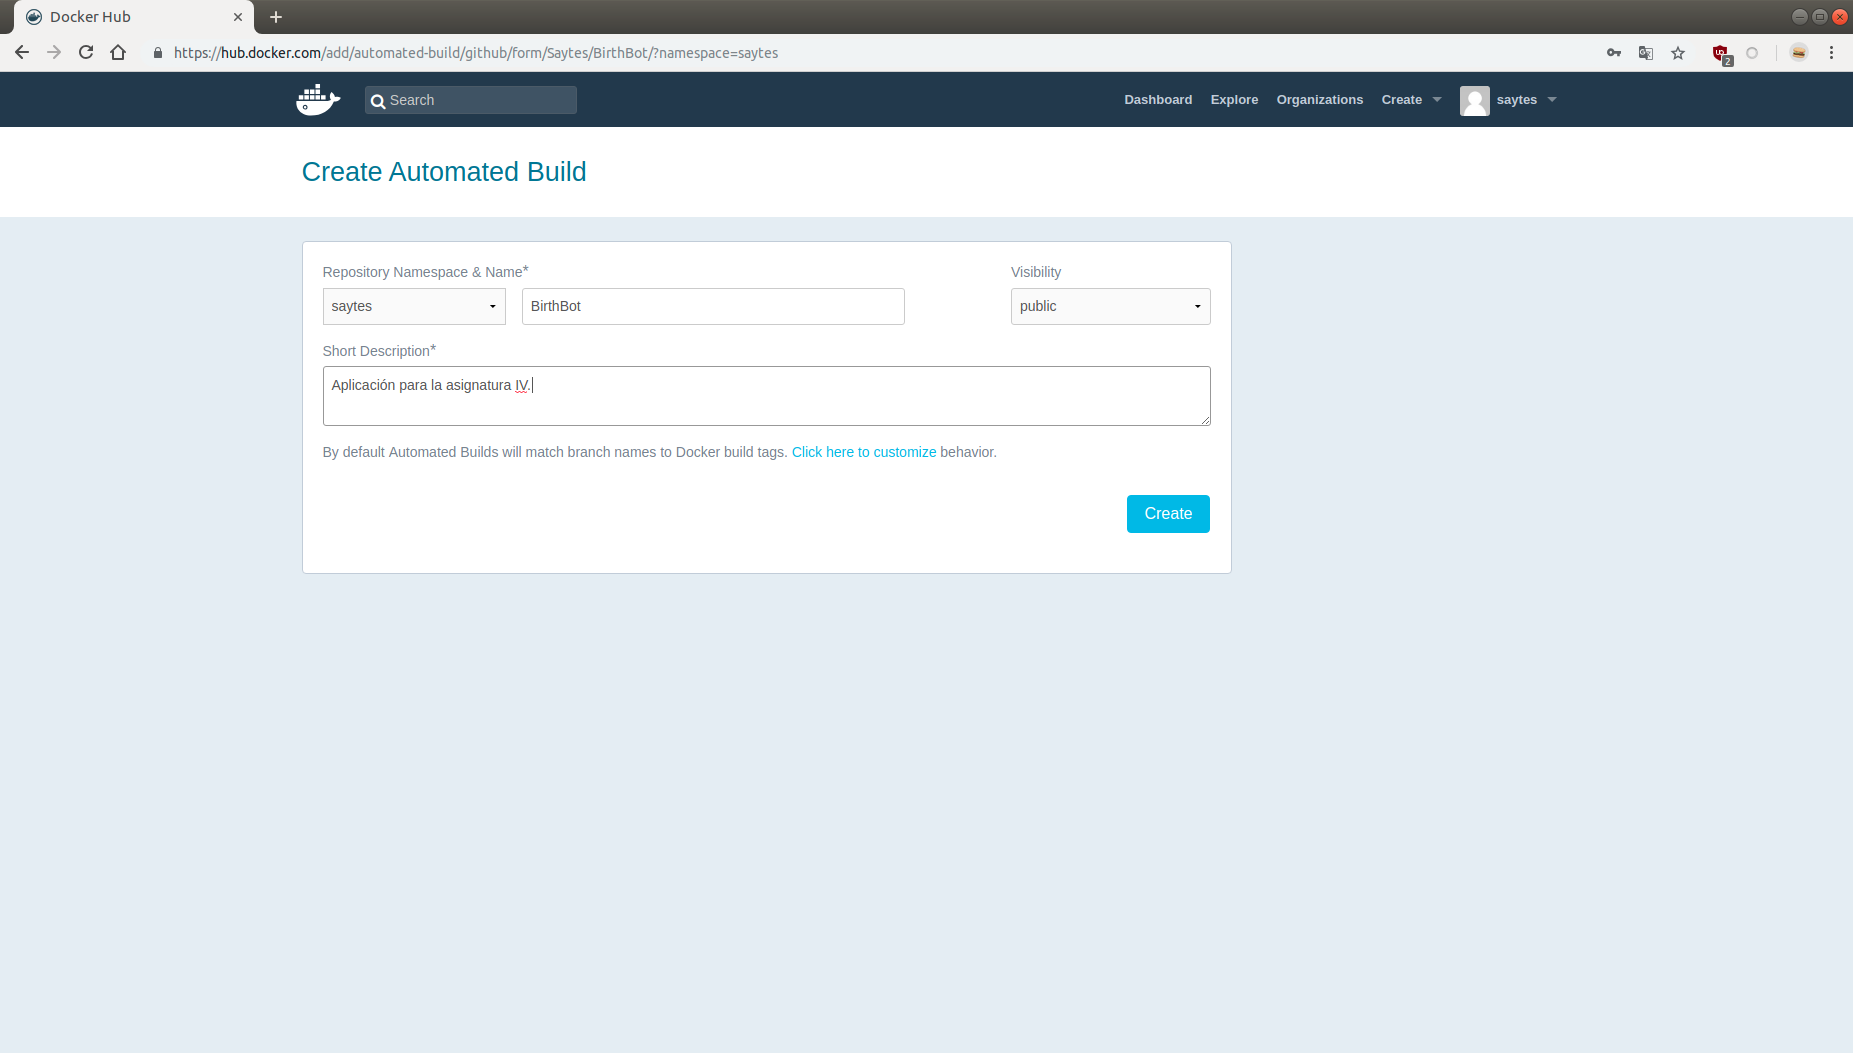 Docker Hub
https://hub.docker.com/add/automated-build/github/form/Saytes/BirthBot/?namespace=saytes
2
Search
Dashboard Explore Organizations Create saytes
Create Automated Build
Repository Namespace & Name* Visibility
saytes BirthBot public
Short Description*
Aplicación para la asignatura IV.
By default Automated Builds will match branch names to Docker build tags. Click here to customize behavior.
Create